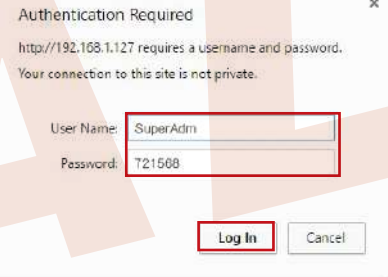 Authentication Required
http://192.168.1.127 requires a username and password.
Your connection to this site is not private.
User Name: SuperAdm
Password: 721568
Log In Cancel